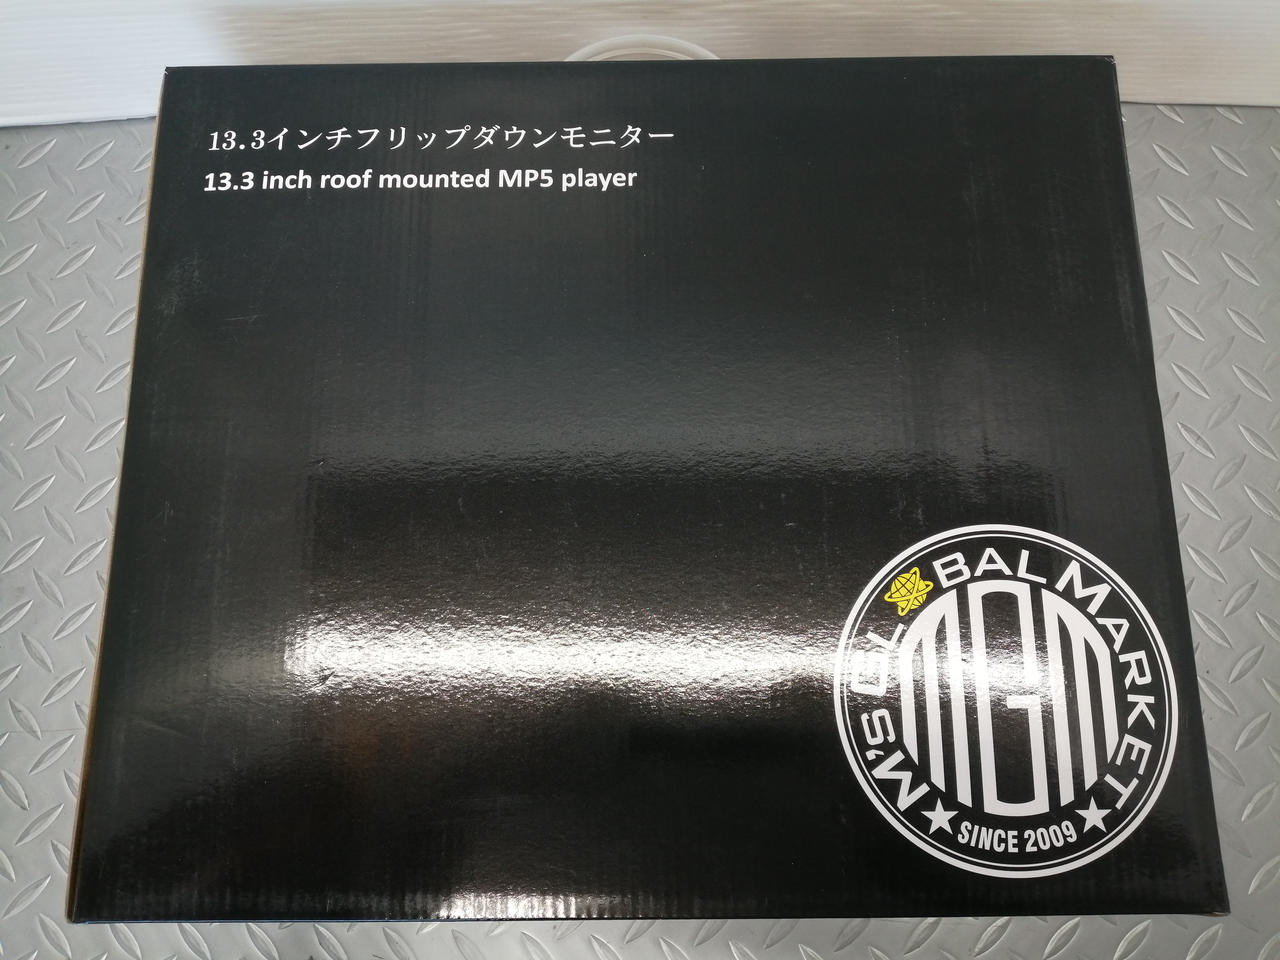 13.3インチフリップダウンモニター
13.3 inch roof mounted MP5 player
M'S GLOBAL MARKET
MGM
SINCE 2009